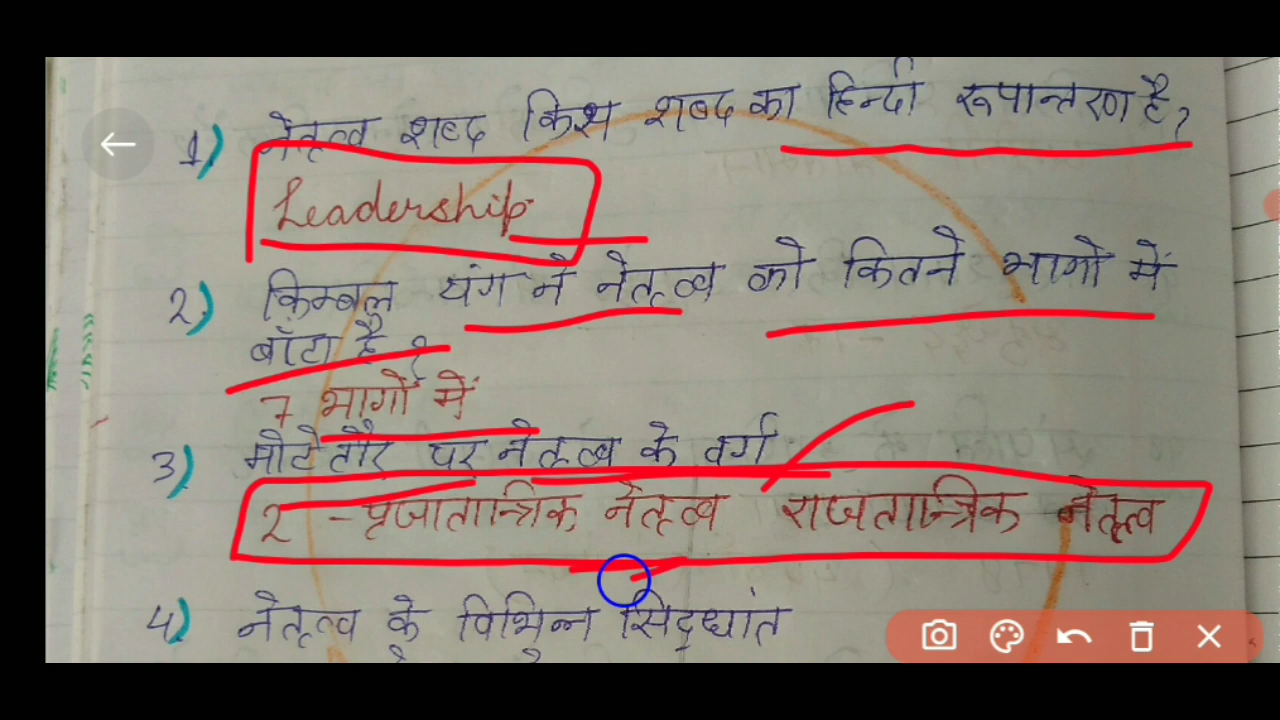 1) नेतृत्व शब्द किस शब्द का हिन्दी रूपान्तरण है?
Leadership
2) किम्बल यंग ने नेतृत्व को कितने भागो में
बाँटा है ?
7 भागों में
3) मोटेतौर पर नेतृत्व के वर्ग
2 - प्रजातान्त्रिक नेतृत्व राजतान्त्रिक नेतृत्व
4) नेतृत्व के विभिन्न सिद्धांत